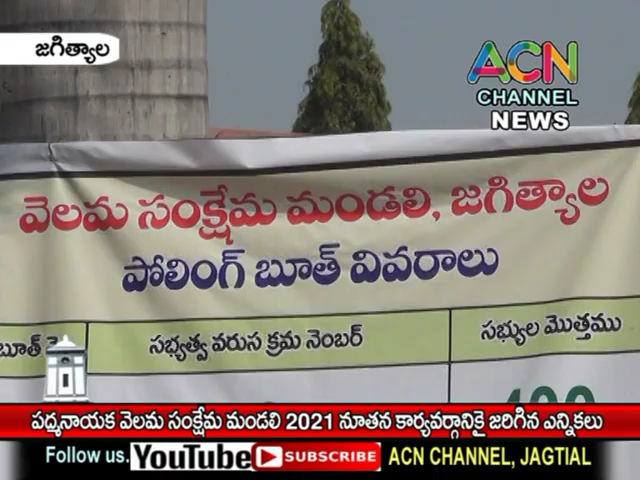 జగిత్యాల
ACN
CHANNEL
NEWS
వెలమ సంక్షేమ మండలి, జగిత్యాల
పోలింగ్ బూత్ వివరాలు
బూత్
సభ్యత్వ వరుస క్రమ నెంబర్
సభ్యుల మొత్తము
పద్మనాయక వెలమ సంక్షేమ మండలి 2021 నూతన కార్యవర్గానికై జరిగిన ఎన్నికలు
Follow us. YouTube SUBSCRIBE ACN CHANNEL, JAGTIAL